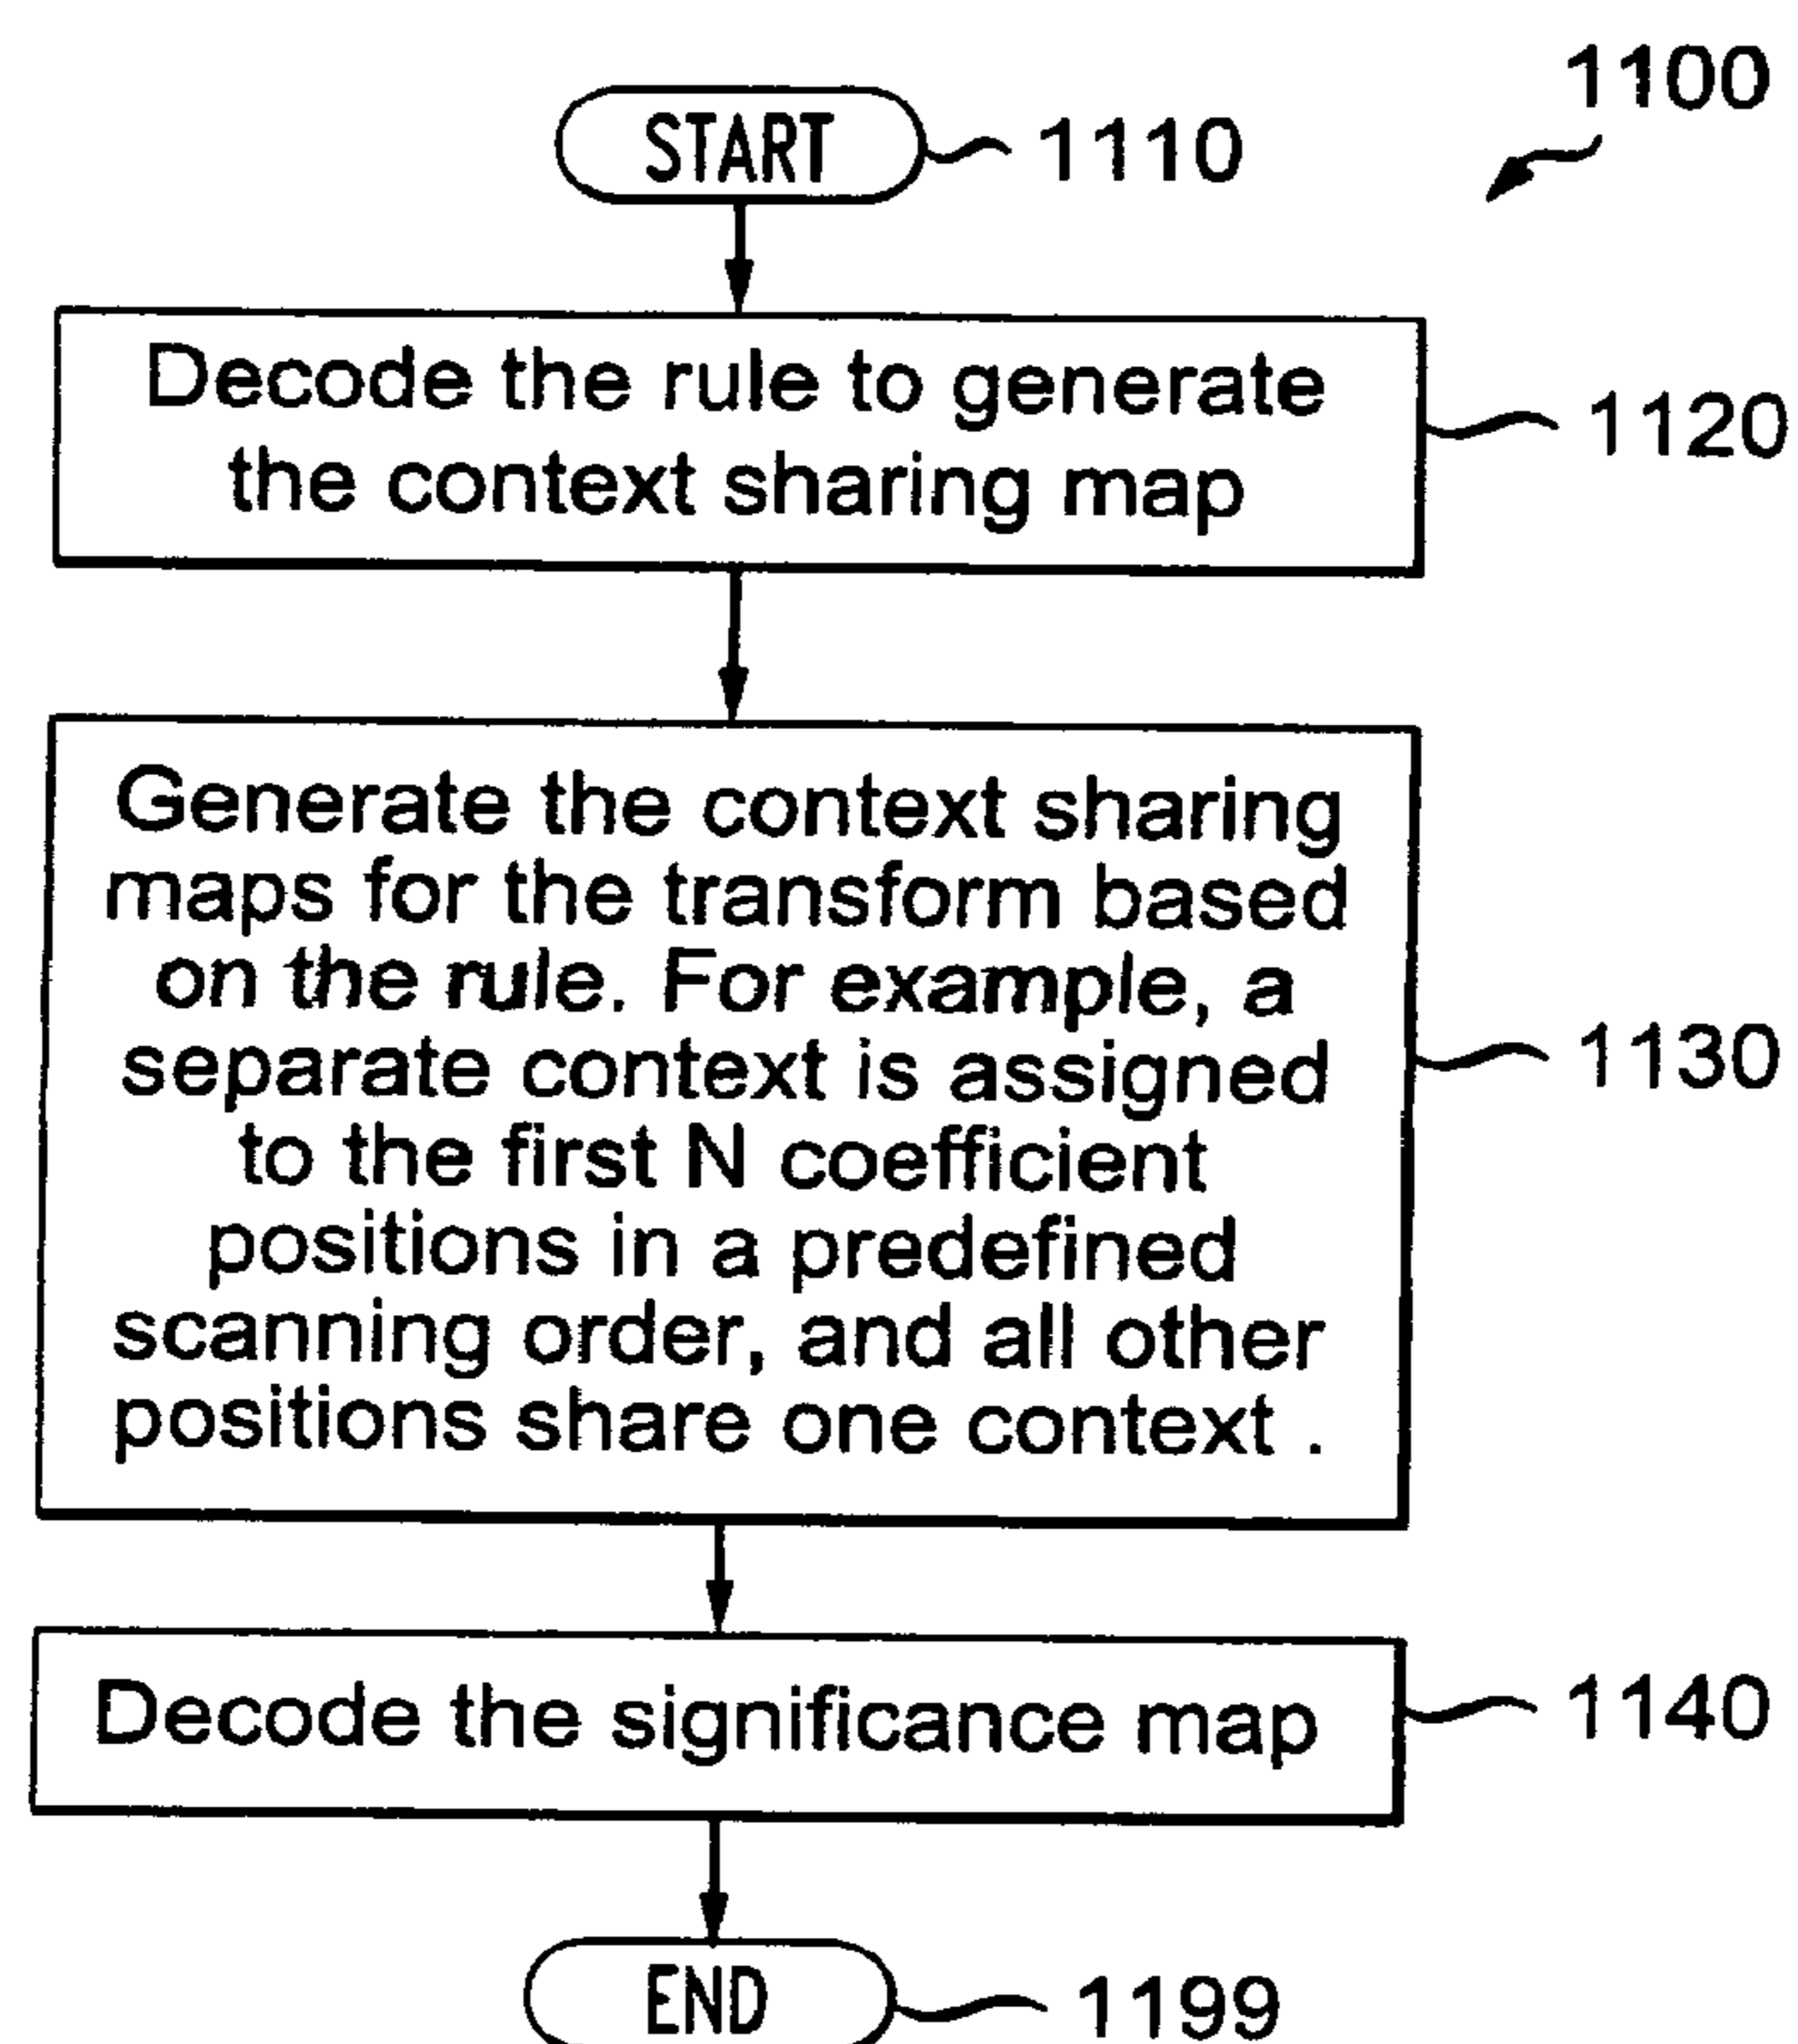 1100
START
1110
Decode the rule to generate
the context sharing map
1120
Generate the context sharing
maps for the transform based
on the rule. For example, a
separate context is assigned
to the first N coefficient
positions in a predefined
scanning order, and all other
positions share one context .
1130
Decode the significance map
1140
END
1199